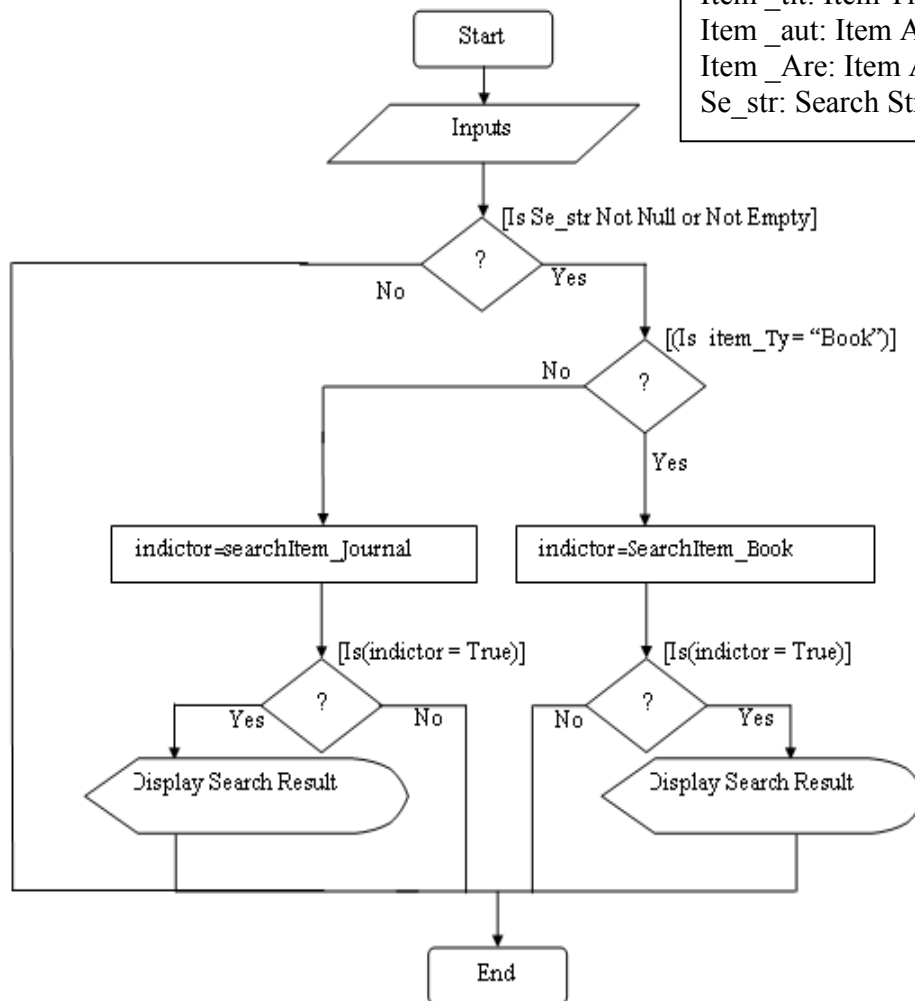 Start
Item _aut: Item
Item _Are: Item
Se_str: Search
Inputs
[Is Se_str Not Null or Not Empty]
?
No
Yes
[(Is item_Ty= “Book”)]
No
?
Yes
indictor=searchItem_Journal
indictor=SearchItem_Book
[Is(indictor = True)]
[Is(indictor = True)]
?
?
Yes
No
No
Yes
Display Search Result
Display Search Result
End